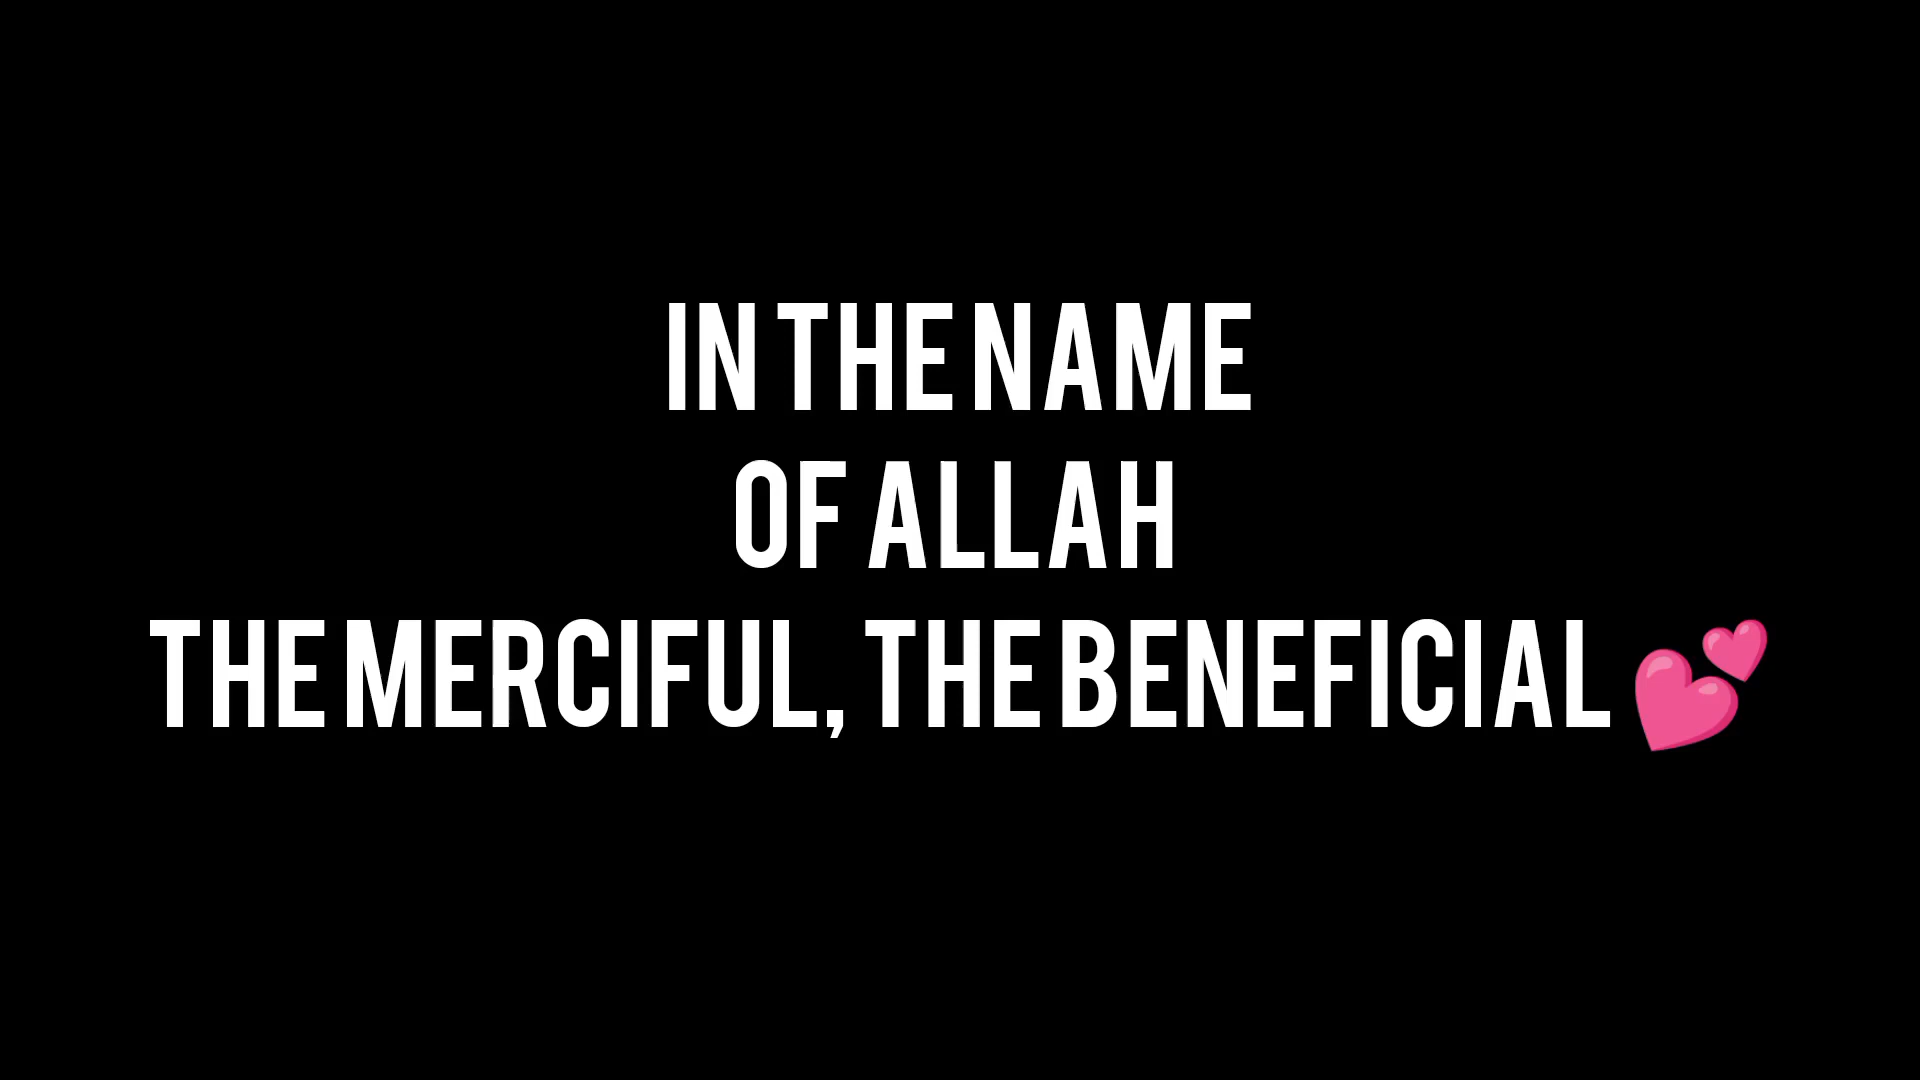 IN THE NAME
OF ALLAH
THE MERCIFUL, THE BENEFICIAL 💕